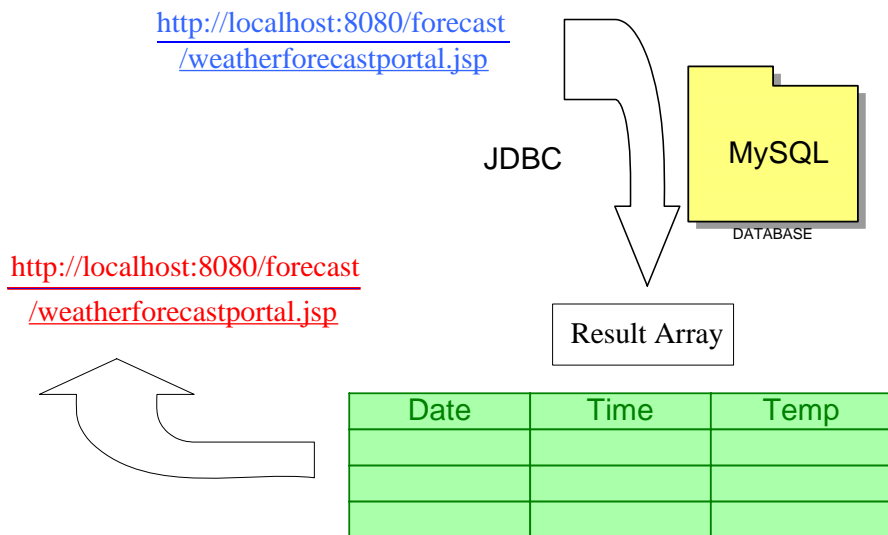 http://localhost:8080/forecast
/weatherforecastportal.jsp
JDBC
MySQL
DATABASE
http://localhost:8080/forecast
/weatherforecastportal.jsp
Result Array
Date Time Temp